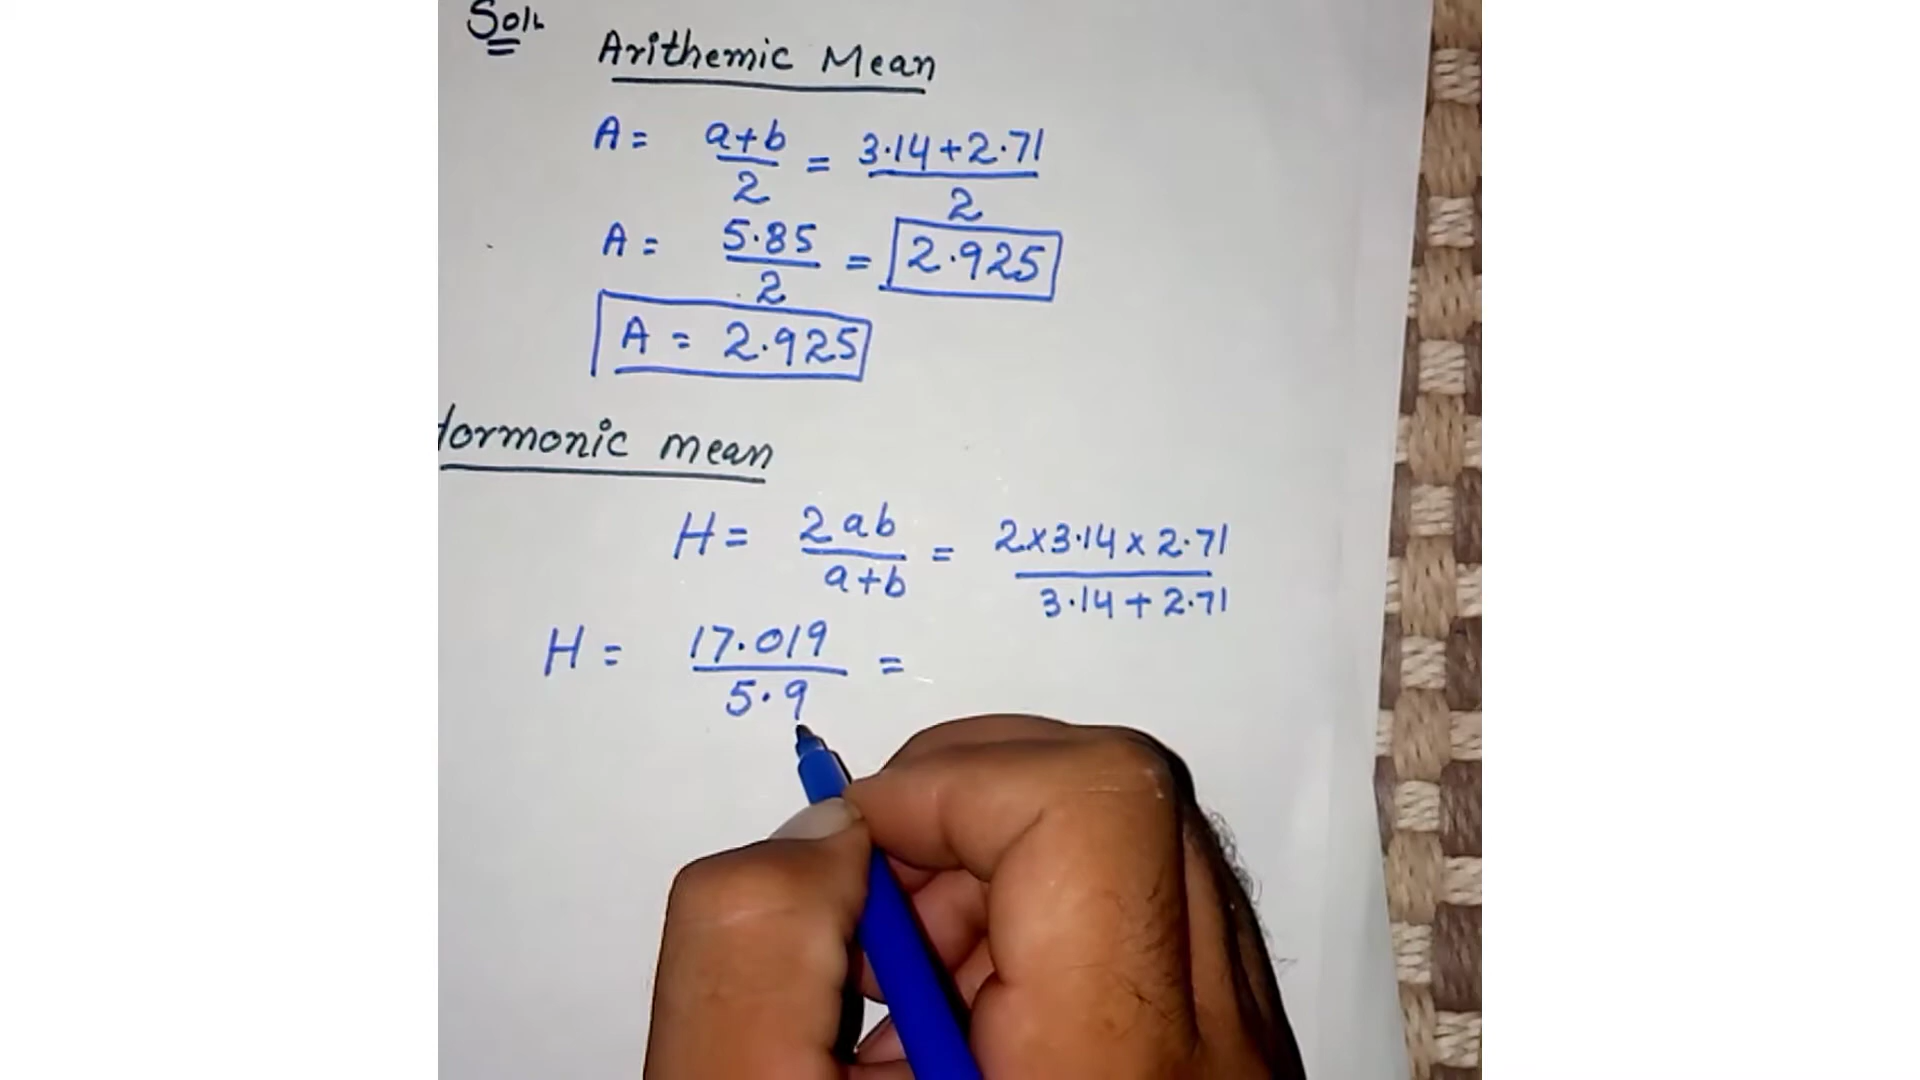 Soln
Arithemic Mean
A = a+b/2 = 3.14+2.71/2
A = 5.85/2 = 2.925
A = 2.925
Hormonic mean
H = 2ab/a+b = 2×3.14×2.71/3.14+2.71
H = 17.019/5.9 =